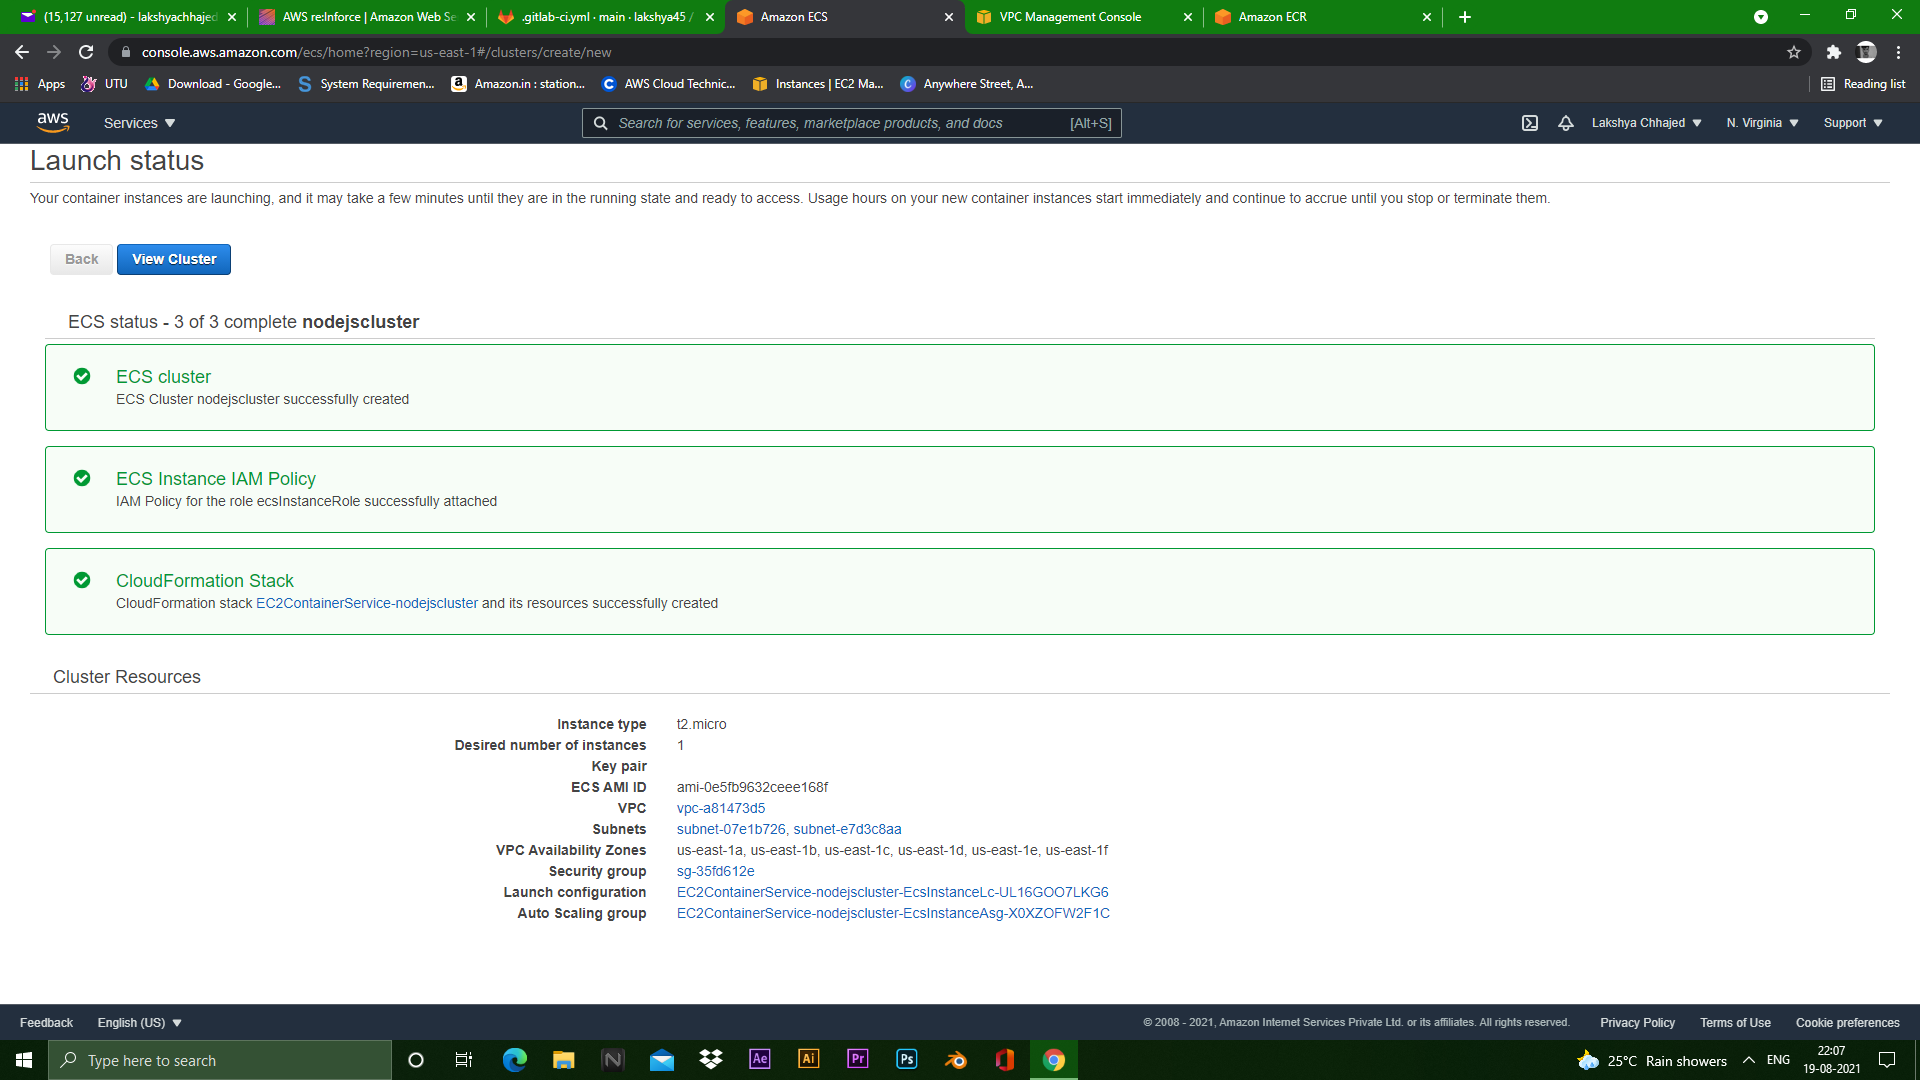 (15,127 unread) - lakshyachhajed
AWS re:Inforce | Amazon Web Se
.gitlab-ci.yml · main · lakshya45 /
Amazon ECS
VPC Management Console
Amazon ECR
console.aws.amazon.com/ecs/home?region=us-east-1#/clusters/create/new
Apps
UTU
Download - Google...
System Requiremen...
Amazon.in : station...
AWS Cloud Technic...
Instances | EC2 Ma...
Anywhere Street, A...
Reading list
aws
Services
Search for services, features, marketplace products, and docs
[Alt+S]
Lakshya Chhajed
N. Virginia
Support
Launch status
Your container instances are launching, and it may take a few minutes until they are in the running state and ready to access. Usage hours on your new container instances start immediately and continue to accrue until you stop or terminate them.
Back
View Cluster
ECS status - 3 of 3 complete nodejscluster
ECS cluster
ECS Cluster nodejscluster successfully created
ECS Instance IAM Policy
IAM Policy for the role ecsInstanceRole successfully attached
CloudFormation Stack
CloudFormation stack EC2ContainerService-nodejscluster and its resources successfully created
Cluster Resources
Instance type t2.micro
Desired number of instances 1
Key pair
ECS AMI ID ami-0e5fb9632ceee168f
VPC vpc-a81473d5
Subnets subnet-07e1b726, subnet-e7d3c8aa
VPC Availability Zones us-east-1a, us-east-1b, us-east-1c, us-east-1d, us-east-1e, us-east-1f
Security group sg-35fd612e
Launch configuration EC2ContainerService-nodejscluster-EcsInstanceLc-UL16GOO7LKG6
Auto Scaling group EC2ContainerService-nodejscluster-EcsInstanceAsg-X0XZOFW2F1C
Feedback
English (US)
© 2008 - 2021, Amazon Internet Services Private Ltd. or its affiliates. All rights reserved.
Privacy Policy
Terms of Use
Cookie preferences
Type here to search
N
Ae
Ai
Pr
Ps
25°C Rain showers
ENG
22:07
19-08-2021